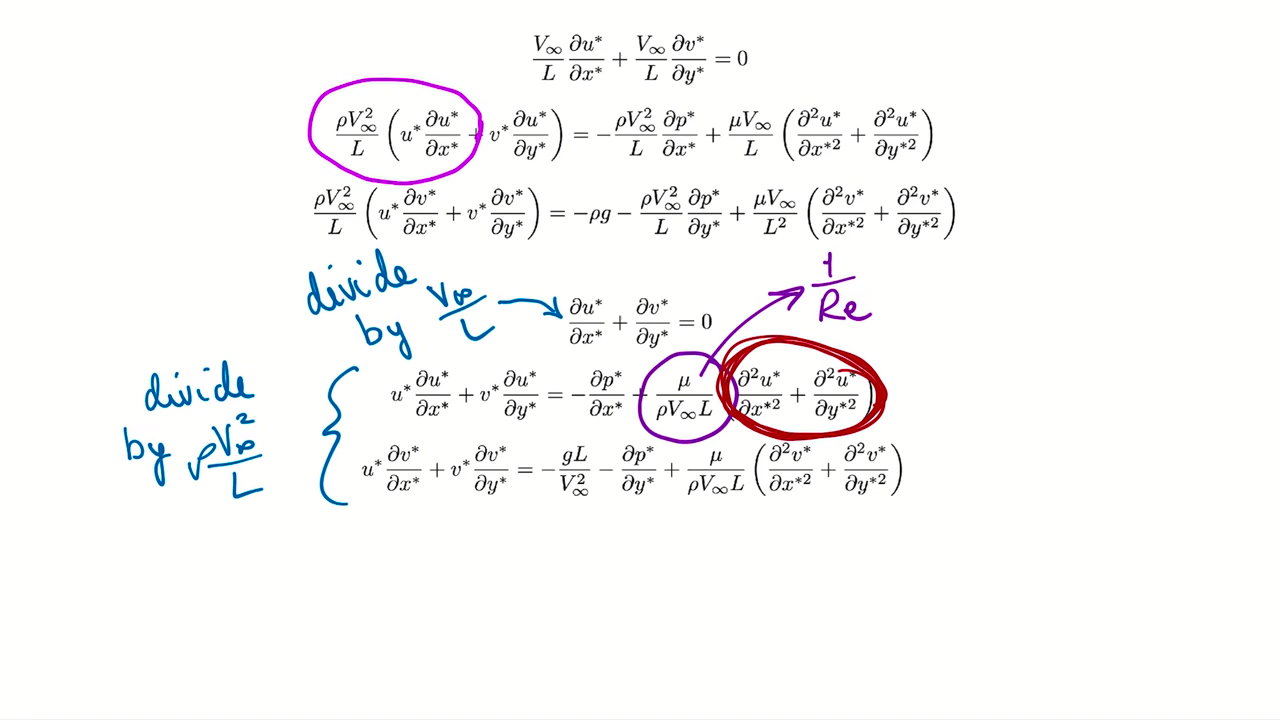 V∞/L ∂u*/∂x* + V∞/L ∂v*/∂y* = 0
ρV∞²/L (u* ∂u*/∂x* + v* ∂u*/∂y*) = −ρV∞²/L ∂p*/∂x* + μV∞/L (∂²u*/∂x*² + ∂²u*/∂y*²)
ρV∞²/L (u* ∂v*/∂x* + v* ∂v*/∂y*) = −ρg − ρV∞²/L ∂p*/∂y* + μV∞/L² (∂²v*/∂x*² + ∂²v*/∂y*²)
divide by V∞/L
1/Re
∂u*/∂x* + ∂v*/∂y* = 0
divide by ρV∞²/L
u* ∂u*/∂x* + v* ∂u*/∂y* = −∂p*/∂x* + μ/ρV∞L (∂²u*/∂x*² + ∂²u*/∂y*²)
u* ∂v*/∂x* + v* ∂v*/∂y* = −gL/V∞² − ∂p*/∂y* + μ/ρV∞L (∂²v*/∂x*² + ∂²v*/∂y*²)